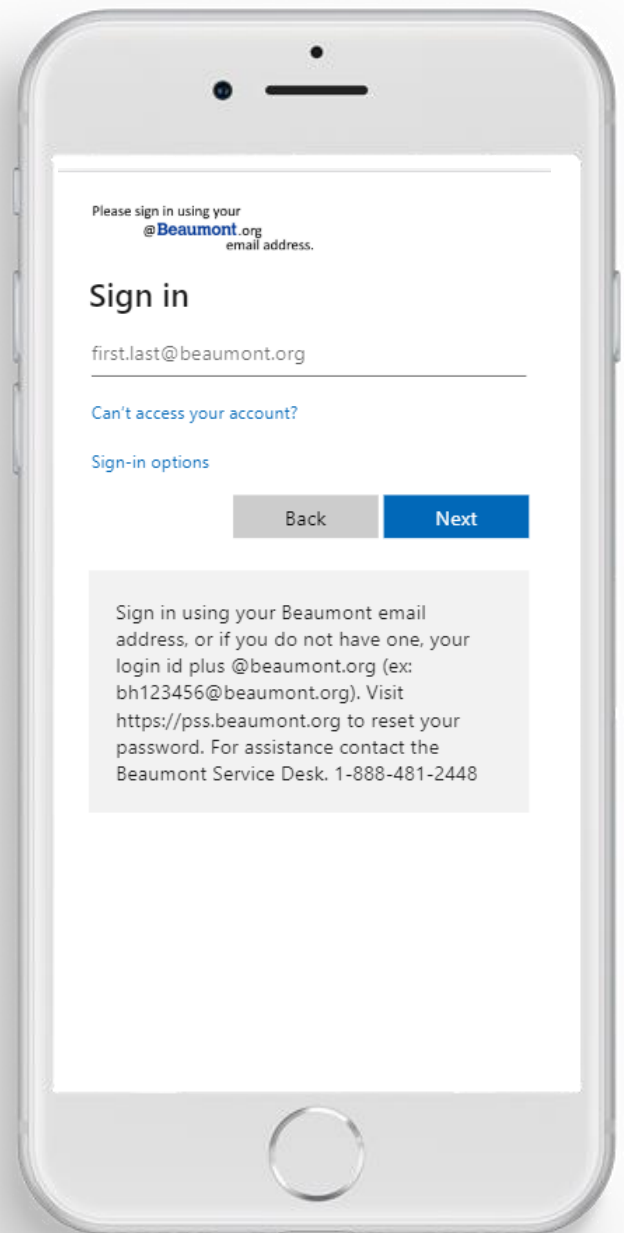 Please sign in using your
@Beaumont.org
email address.
Sign in
first.last@beaumont.org
Can't access your account?
Sign-in options
Back Next
Sign in using your Beaumont email
address, or if you do not have one, your
login id plus @beaumont.org (ex:
bh123456@beaumont.org). Visit
https://pss.beaumont.org to reset your
password. For assistance contact the
Beaumont Service Desk. 1-888-481-2448